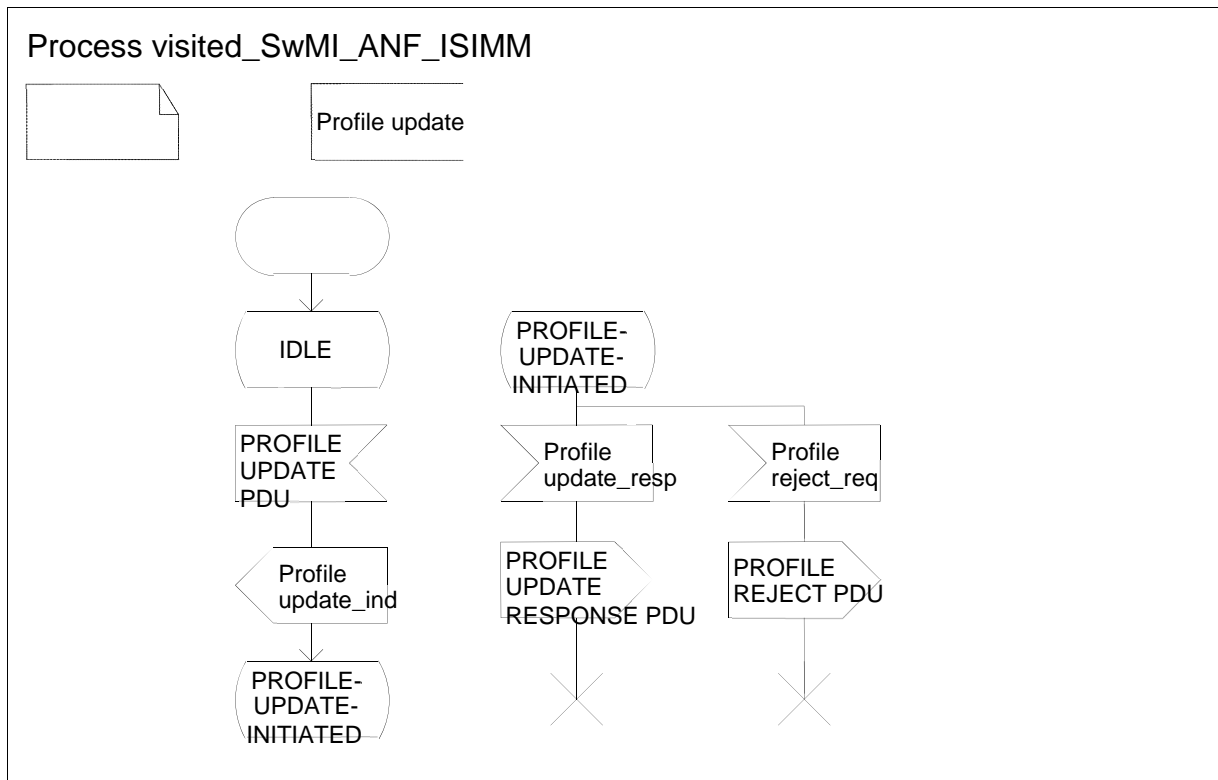 Process visited_SwMI_ANF_ISIMM
Profile update
IDLE
PROFILE
UPDATE
PDU
Profile
update_ind
PROFILE-
UPDATE-
INITIATED
PROFILE-
UPDATE-
INITIATED
Profile
update_resp
PROFILE
UPDATE
RESPONSE PDU
Profile
reject_req
PROFILE
REJECT PDU